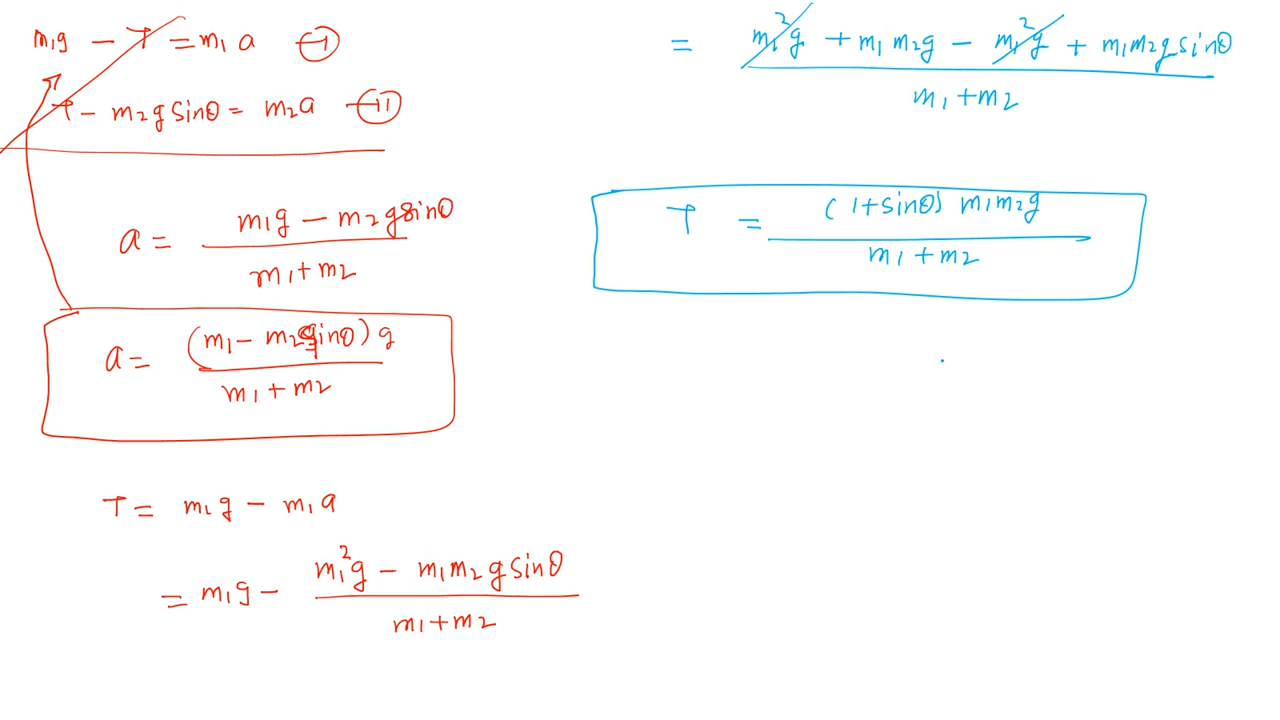 m₁g − T = m₁a —(I)
T − m₂g sinθ = m₂a —(II)
a = (m₁g − m₂g sinθ) / (m₁ + m₂)
a = (m₁ − m₂ sinθ) g / (m₁ + m₂)
T = m₁g − m₁a
= m₁g − (m₁²g − m₁m₂g sinθ) / (m₁ + m₂)
= (m₁²g + m₁m₂g − m₁²g + m₁m₂g sinθ) / (m₁ + m₂)
T = (1 + sinθ) m₁m₂g / (m₁ + m₂)